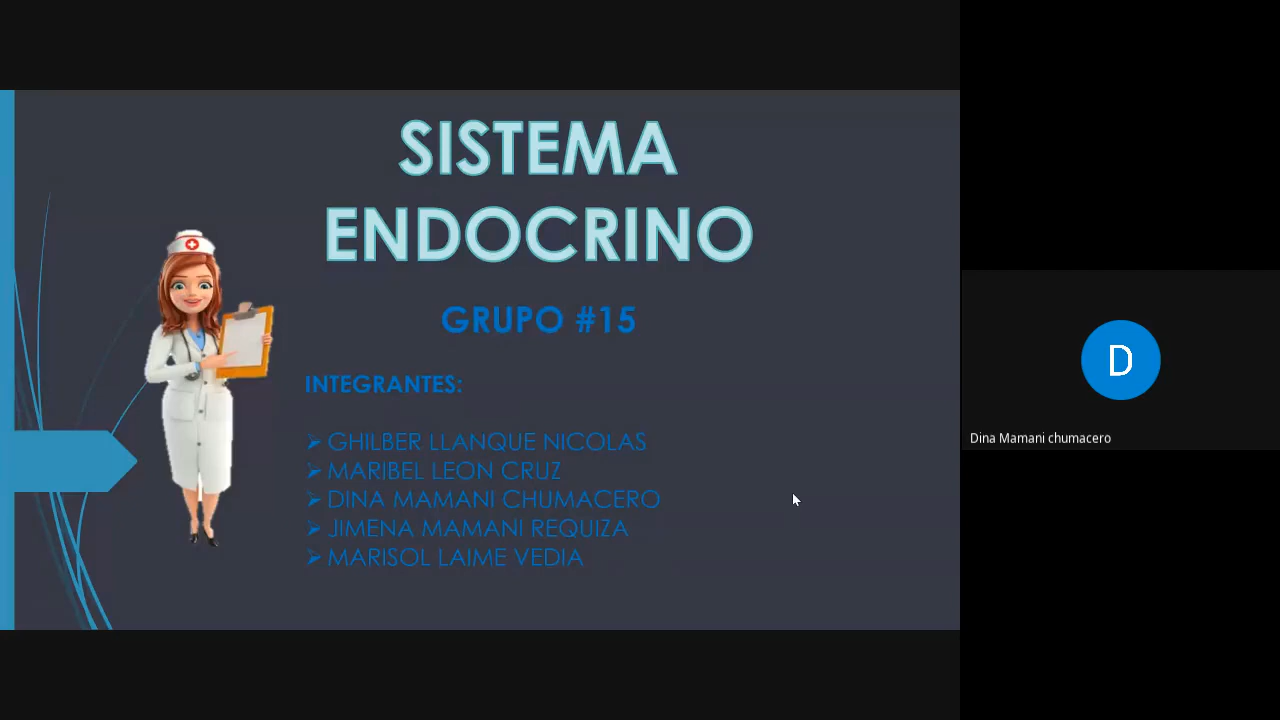 SISTEMA
ENDOCRINO
GRUPO #15
INTEGRANTES:
GHILBER LLANQUE NICOLAS
MARIBEL LEON CRUZ
DINA MAMANI CHUMACERO
JIMENA MAMANI REQUIZA
MARISOL LAIME VEDIA
D
Dina Mamani chumacero